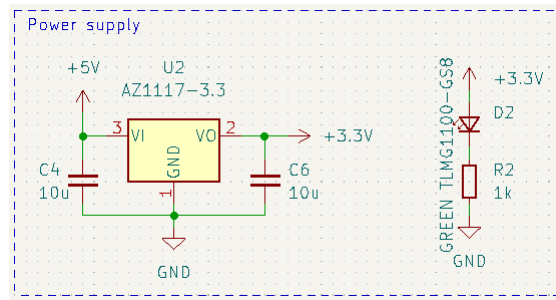 Power supply
+5V
U2
AZ1117-3.3
3
VI
VO
2
GND
1
+3.3V
C4
10u
C6
10u
GND
GREEN TLMG1100-GS8
+3.3V
D2
R2
1k
GND